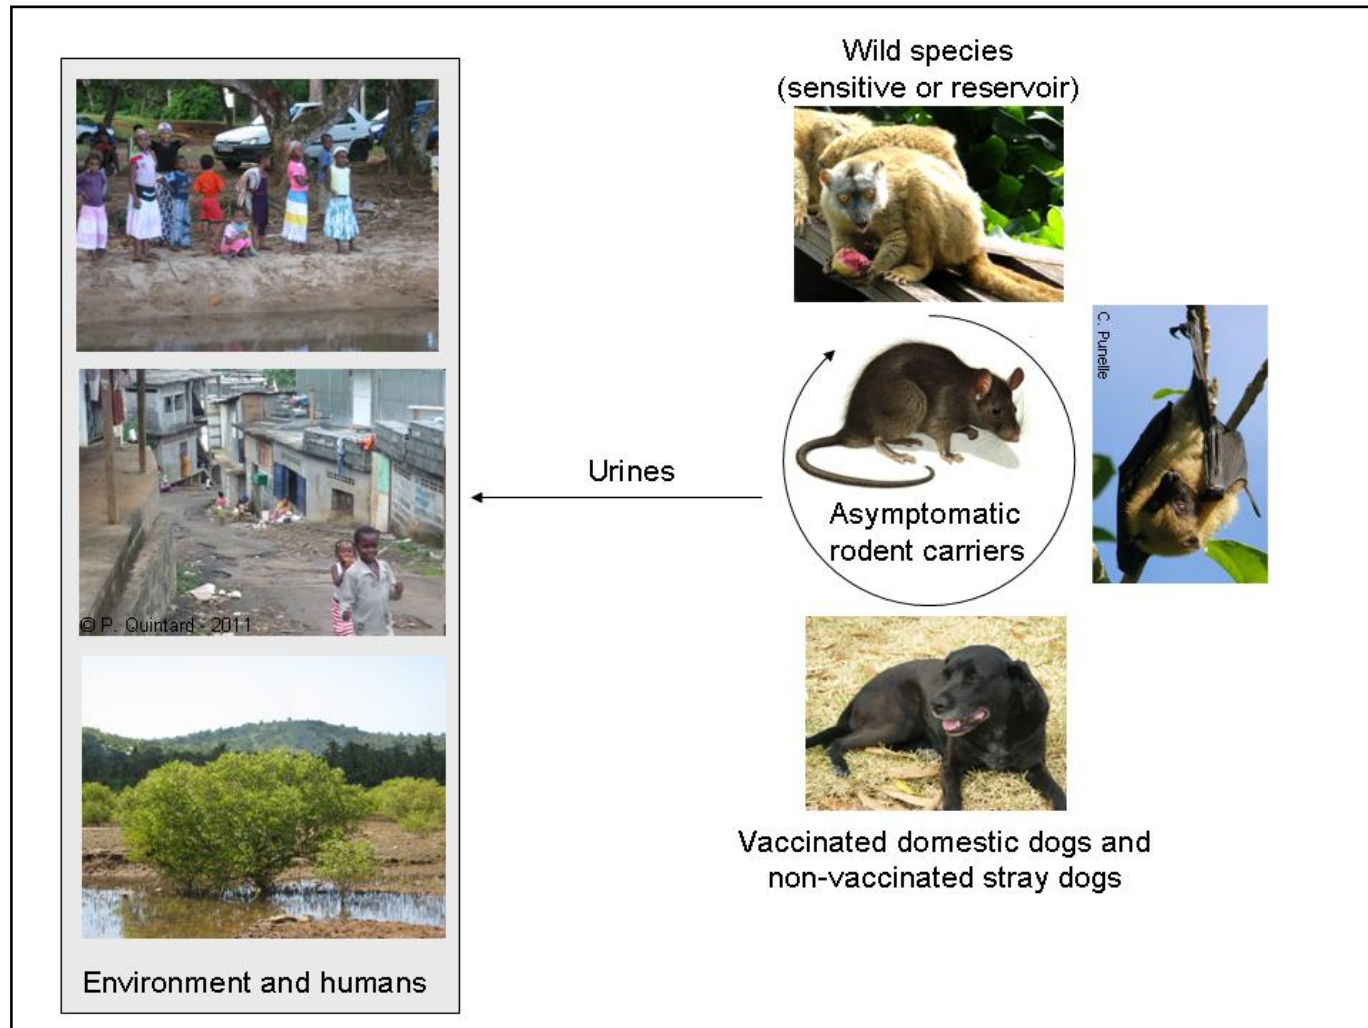 Wild species
(sensitive or reservoir)
C. Punelle
Urines
Asymptomatic
rodent carriers
© P. Quintard - 2011
Vaccinated domestic dogs and
non-vaccinated stray dogs
Environment and humans